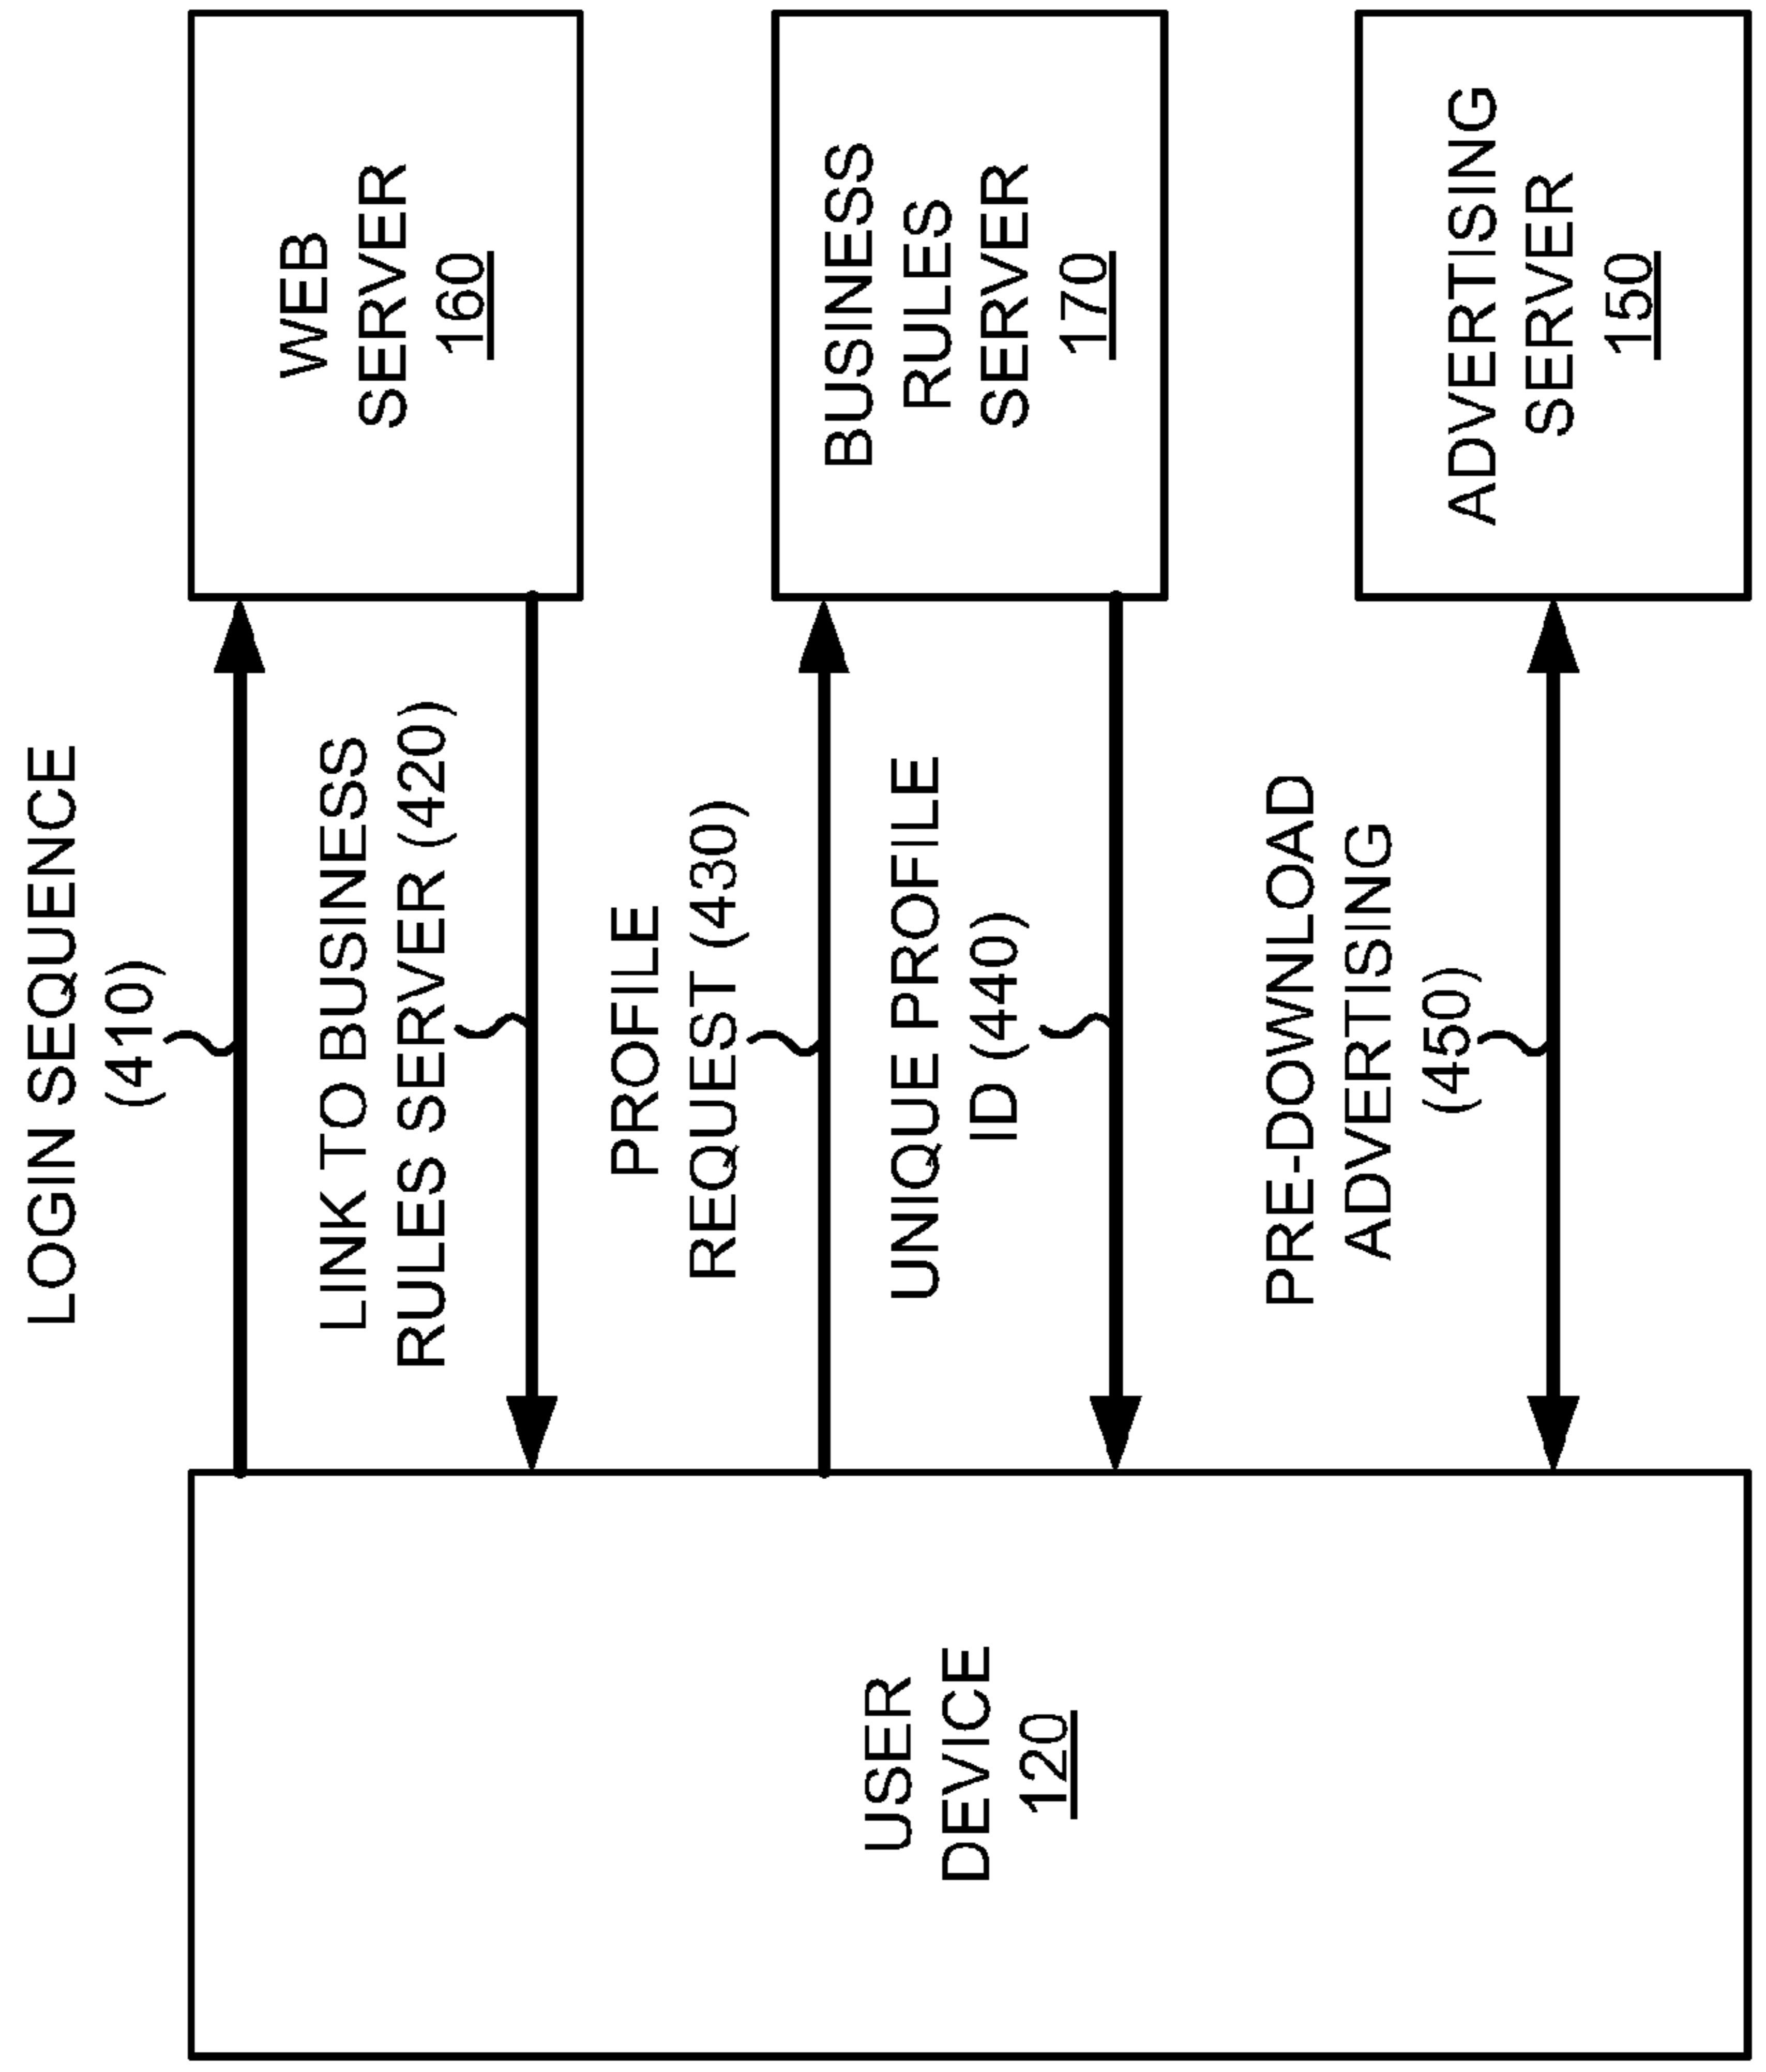 LOGIN SEQUENCE
(410)
LINK TO BUSINESS
RULES SERVER (420)
PROFILE
REQUEST (430)
UNIQUE PROFILE
ID (440)
PRE-DOWNLOAD
ADVERTISING
(450)
USER
DEVICE
120
WEB
SERVER
160
BUSINESS
RULES
SERVER
170
ADVERTISING
SERVER
150